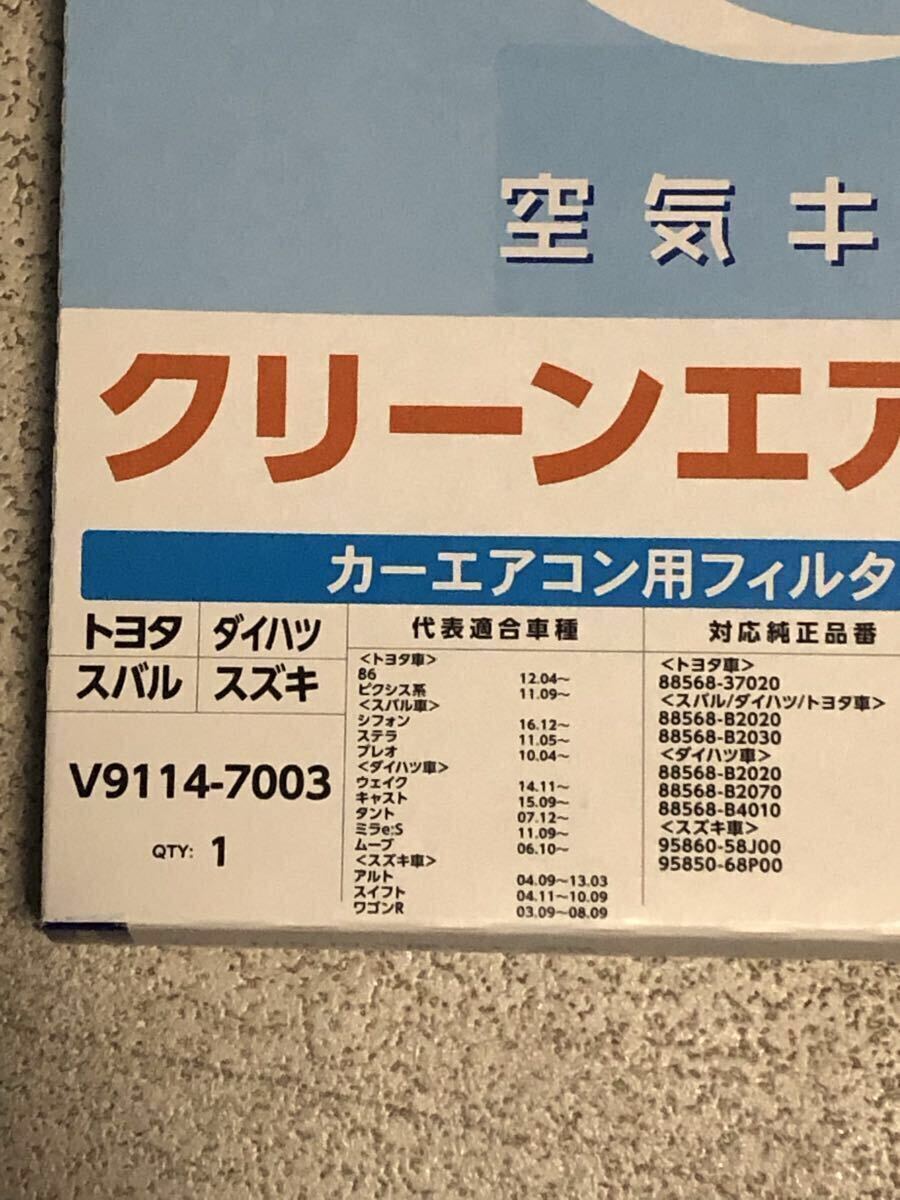 空気キ
クリーンエア
カーエアコン用フィルタ
トヨタ ダイハツ
スバル スズキ
V9114-7003
QTY: 1
代表適合車種
<トヨタ車>
86 12.04～
ピクシス系 11.09～
<スバル車>
シフォン 16.12～
ステラ 11.05～
プレオ 10.04～
<ダイハツ車>
ウェイク 14.11～
キャスト 15.09～
タント 07.12～
ミラe:S 11.09～
ムーブ 06.10～
<スズキ車>
アルト 04.09～13.03
スイフト 04.11～10.09
ワゴンR 03.09～08.09
対応純正品番
<トヨタ車>
88568-37020
<スバル/ダイハツ/トヨタ車>
88568-B2020
88568-B2030
<ダイハツ車>
88568-B2020
88568-B2070
88568-B4010
<スズキ車>
95860-58J00
95850-68P00